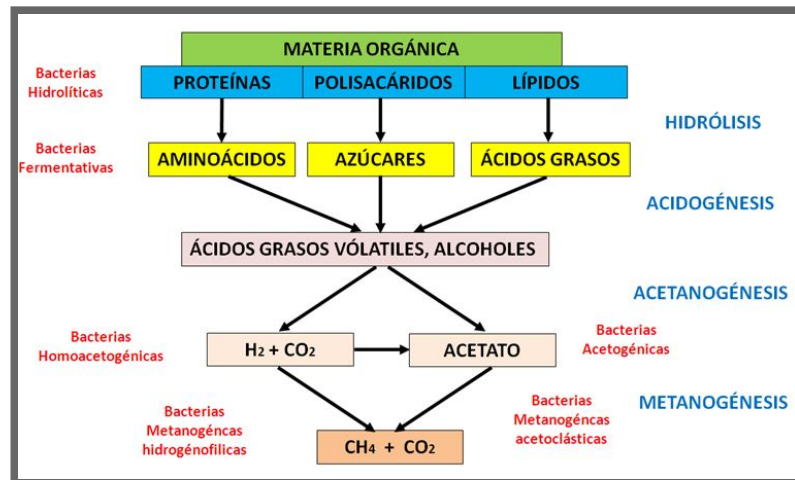 MATERIA ORGÁNICA
Bacterias
Hidrolíticas
PROTEÍNAS
POLISACÁRIDOS
LÍPIDOS
HIDRÓLISIS
Bacterias
Fermentativas
AMINOÁCIDOS
AZÚCARES
ÁCIDOS GRASOS
ACIDOGÉNESIS
ÁCIDOS GRASOS VÓLATILES, ALCOHOLES
ACETANOGÉNESIS
Bacterias
Homoacetogénicas
H2 + CO2
ACETATO
Bacterias
Acetogénicas
METANOGÉNESIS
Bacterias
Metanogéncas
hidrogénofilicas
CH4 + CO2
Bacterias
Metanogéncas
acetoclásticas